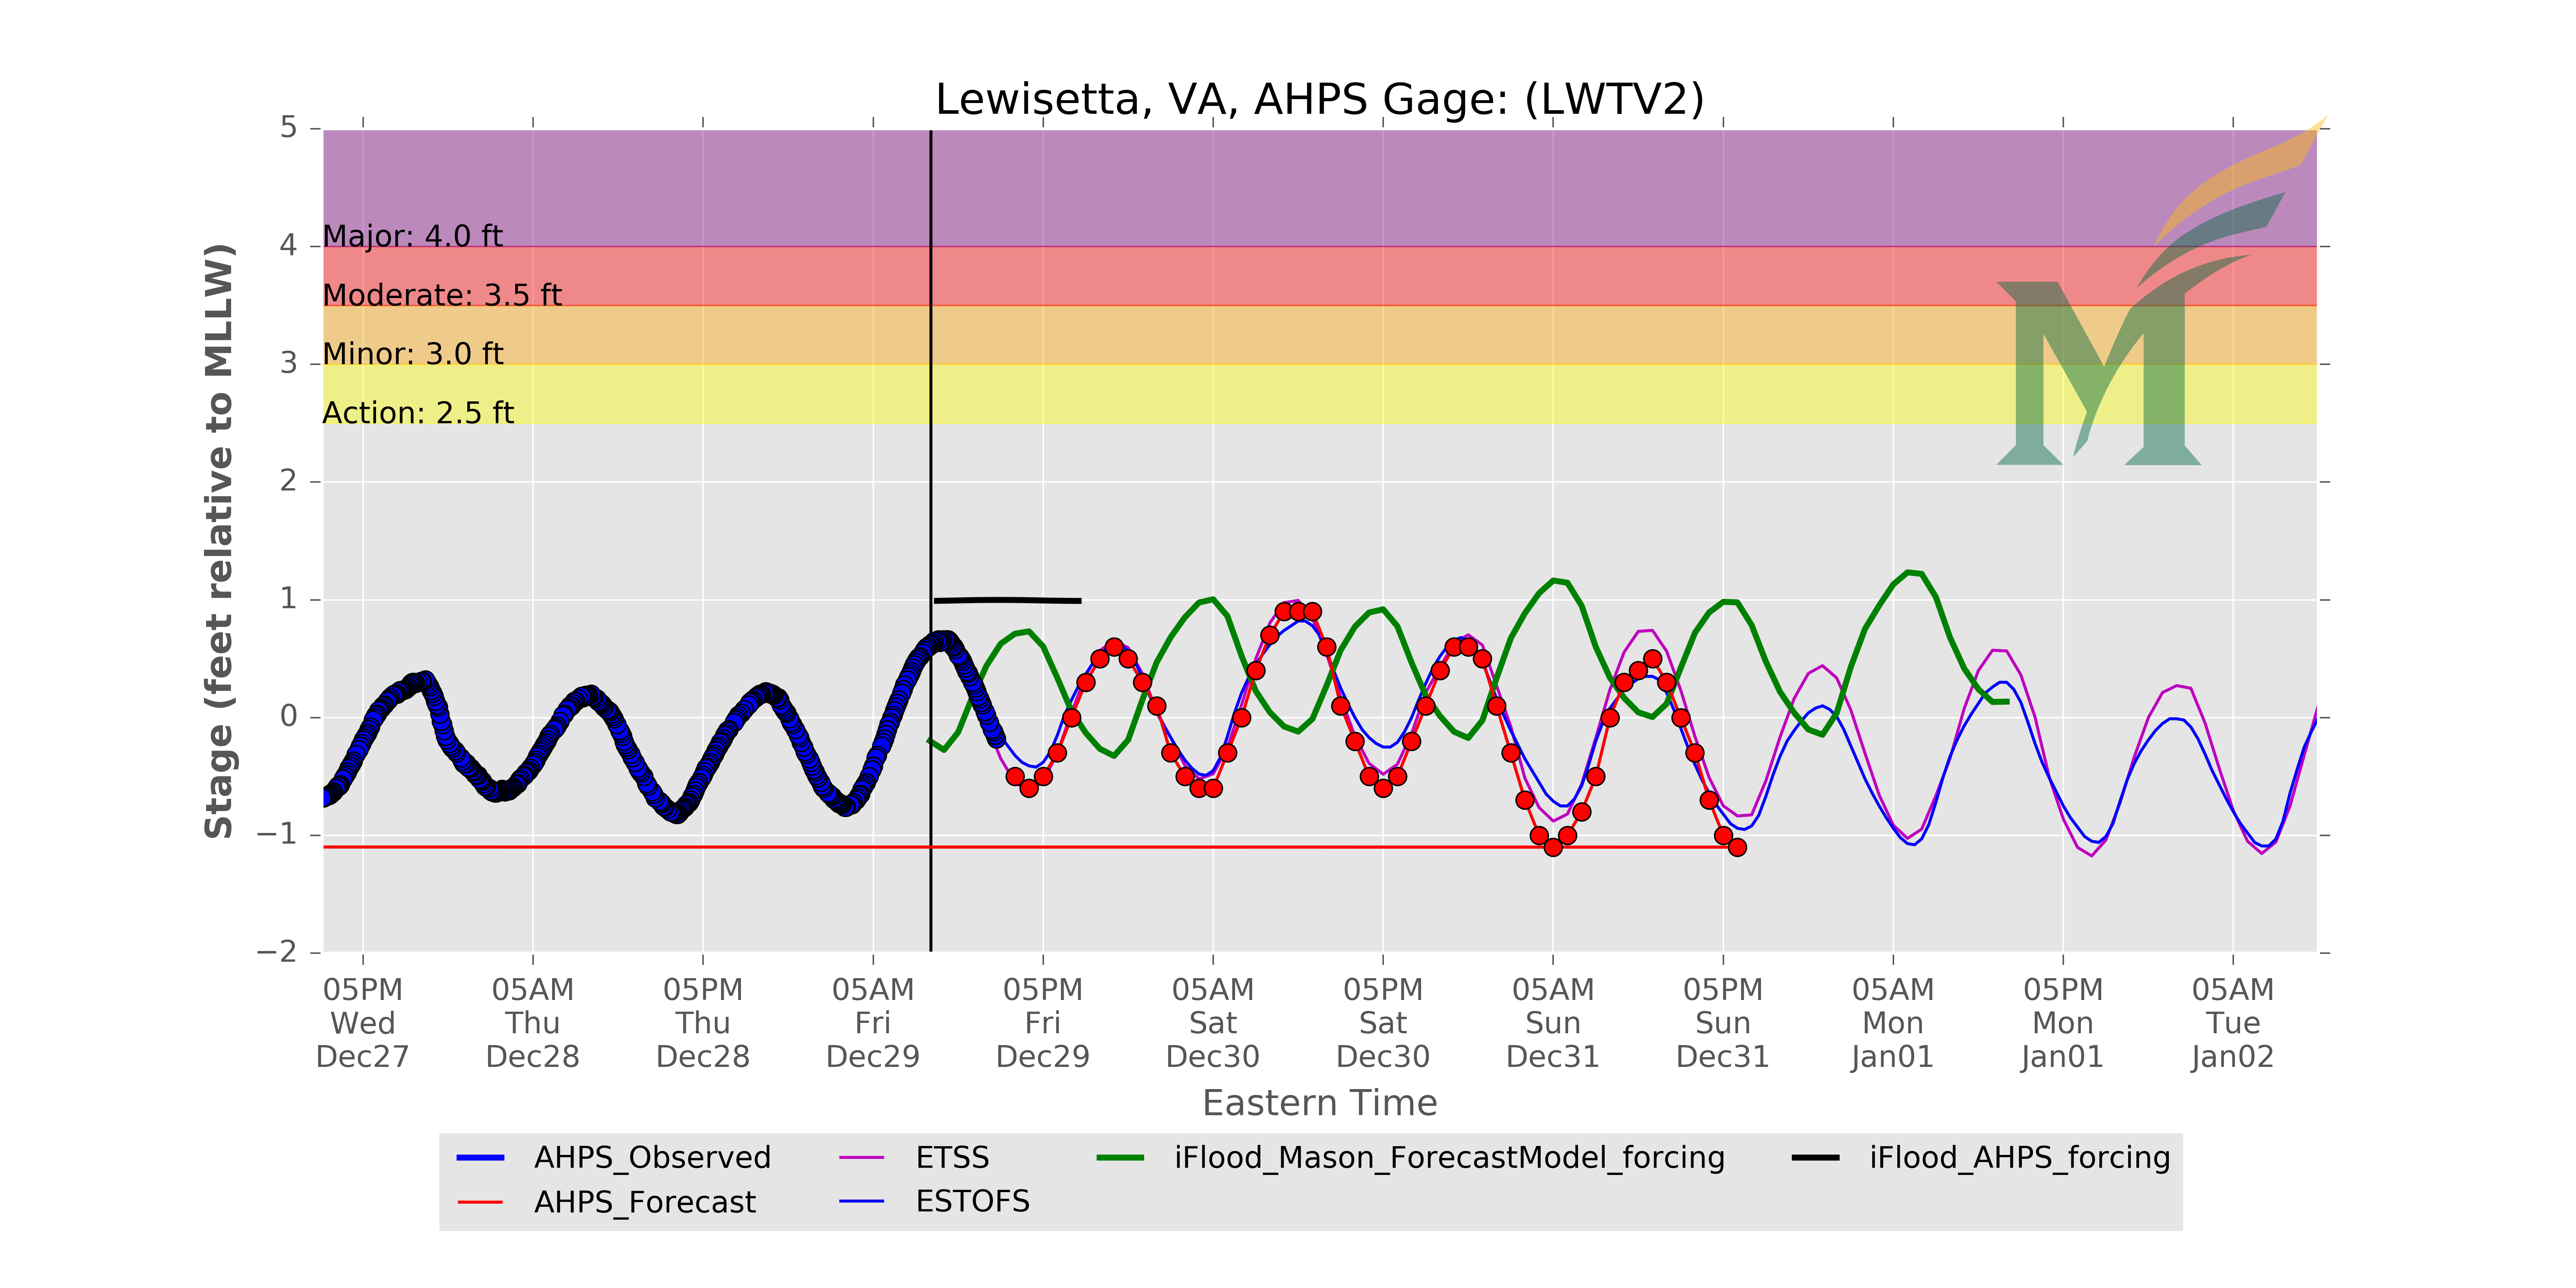 Lewisetta, VA, AHPS Gage: (LWTV2)
Stage (feet relative to MLLW)
5
4
3
2
1
0
−1
−2
Major: 4.0 ft
Moderate: 3.5 ft
Minor: 3.0 ft
Action: 2.5 ft
M
05PM 05AM 05PM 05AM 05PM 05AM 05PM 05AM 05PM 05AM 05PM 05AM
Wed Thu Thu Fri Fri Sat Sat Sun Sun Mon Mon Tue
Dec27 Dec28 Dec28 Dec29 Dec29 Dec30 Dec30 Dec31 Dec31 Jan01 Jan01 Jan02
Eastern Time
AHPS_Observed ETSS iFlood_Mason_ForecastModel_forcing iFlood_AHPS_forcing
AHPS_Forecast ESTOFS